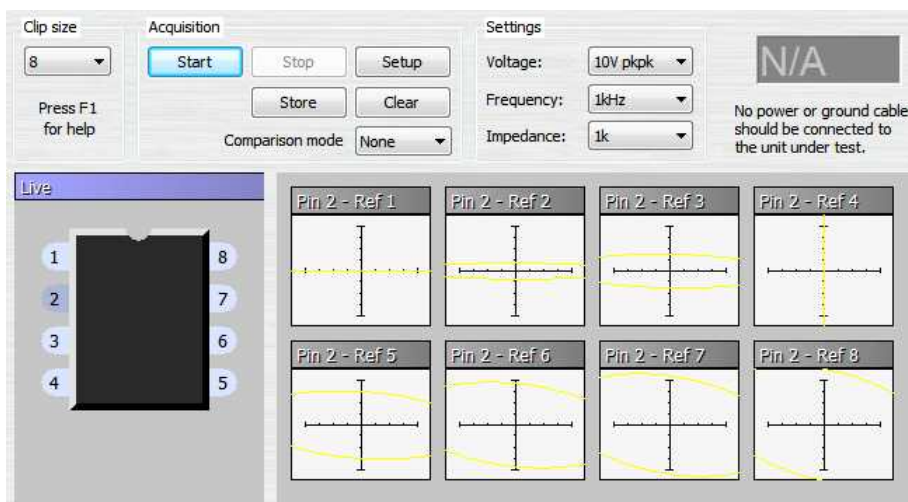 Clip size
Acquisition
Settings
8
Start
Stop
Setup
Voltage:
10V pkpk
N/A
Press F1
for help
Store
Clear
Frequency:
1kHz
No power or ground cable
should be connected to
the unit under test.
Comparison mode
None
Impedance:
1k
Live
Pin 2 - Ref 1
Pin 2 - Ref 2
Pin 2 - Ref 3
Pin 2 - Ref 4
1
8
2
7
3
6
4
5
Pin 2 - Ref 5
Pin 2 - Ref 6
Pin 2 - Ref 7
Pin 2 - Ref 8